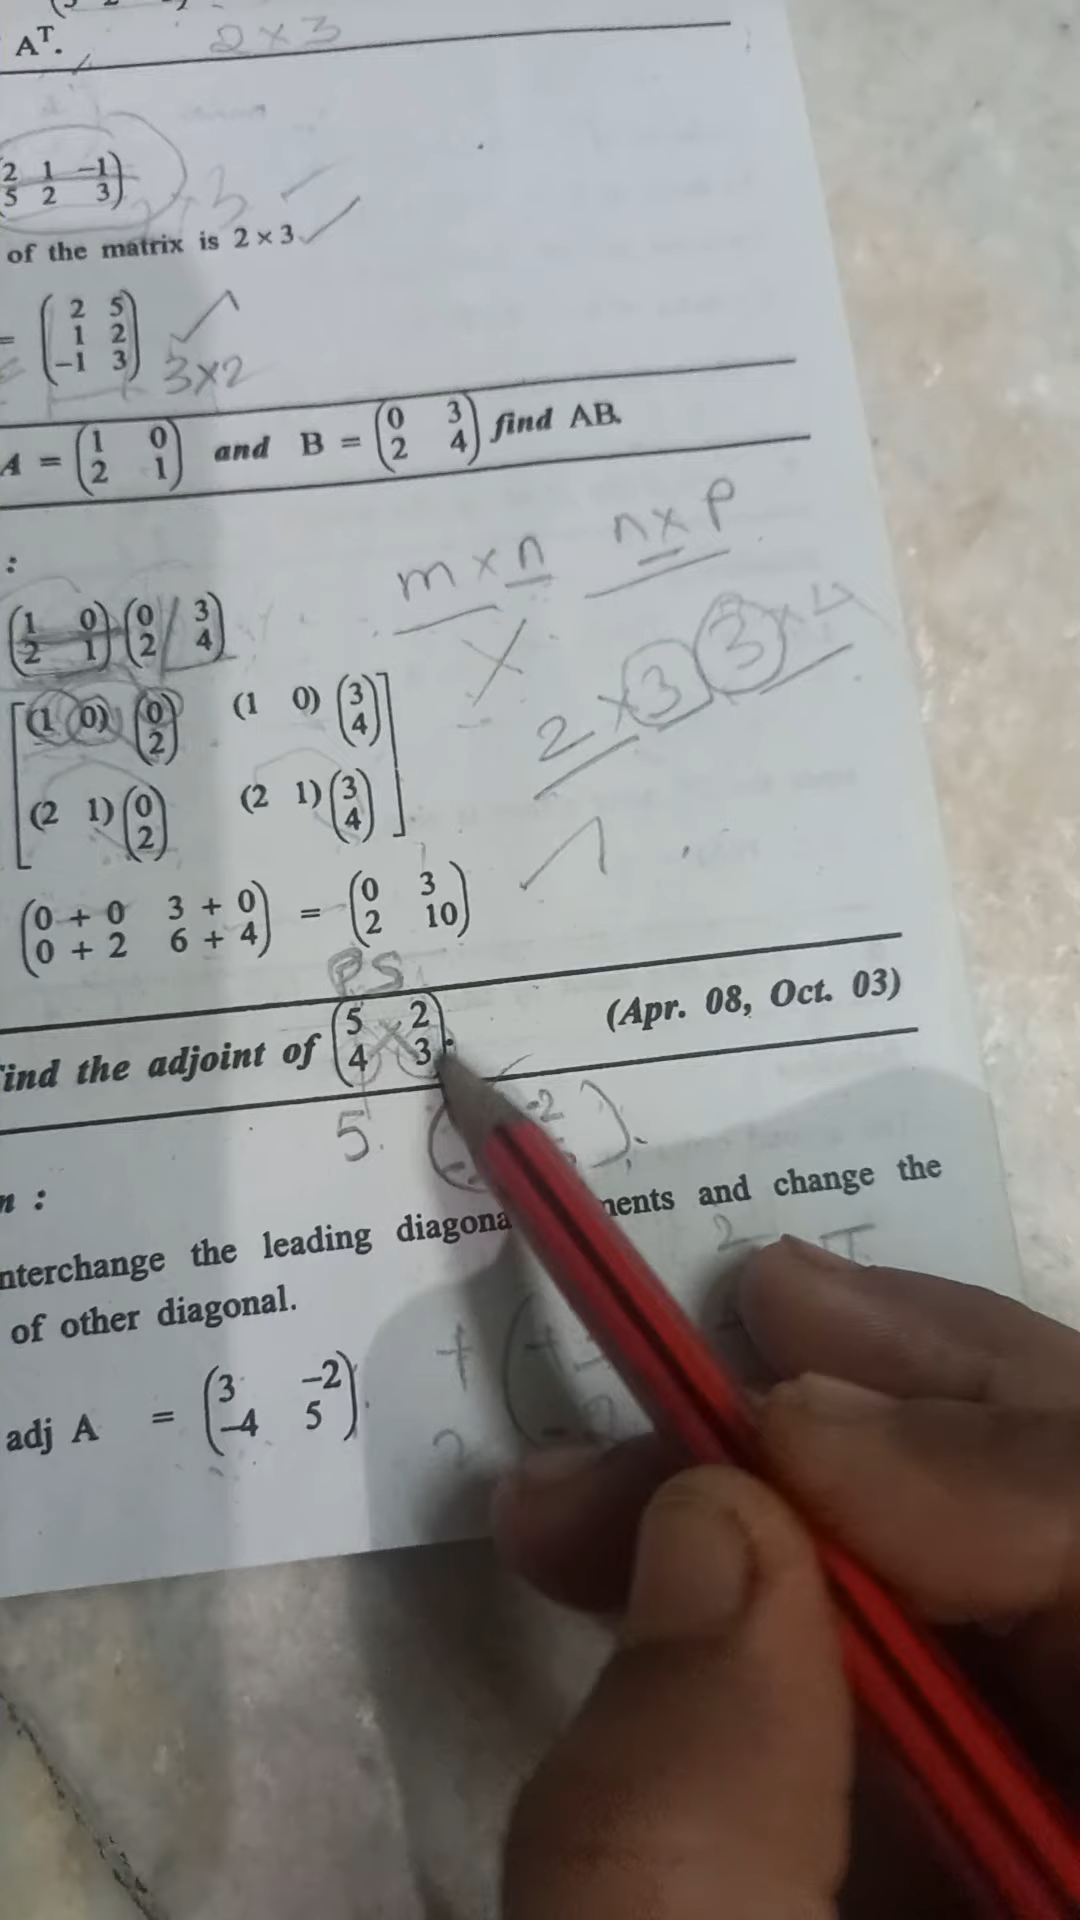 Aᵀ.
2 × 3
2 1 −1
5 2 3
of the matrix is 2 × 3.
= (2 5
1 2
−1 3)
3×2
A = (1 0
2 1) and B = (0 3
2 4) find AB.
:
m × n n × p
(1 0
2 1) (0 3
2 4)
2 × 3 3 × 4
[(1 0) (0
2) (1 0) (3
4)
(2 1) (0
2) (2 1) (3
4)]
(0 + 0 3 + 0
0 + 2 6 + 4) = (0 3
2 10)
PS
ind the adjoint of (5 2
4 3). (Apr. 08, Oct. 03)
5. ( -2 ).
n :
nterchange the leading diagona ments and change the
of other diagonal.
adj A = (3 −2
−4 5).